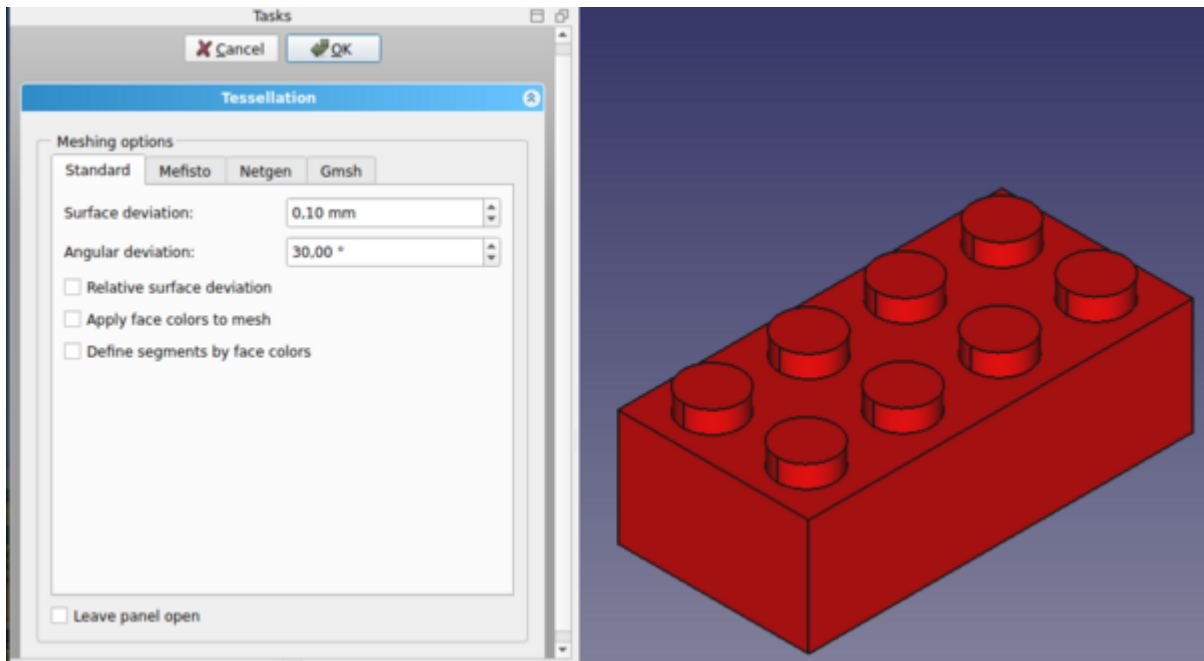 Tasks
Cancel OK
Tessellation
Meshing options
Standard Mefisto Netgen Gmsh
Surface deviation: 0,10 mm
Angular deviation: 30,00 °
Relative surface deviation
Apply face colors to mesh
Define segments by face colors
Leave panel open